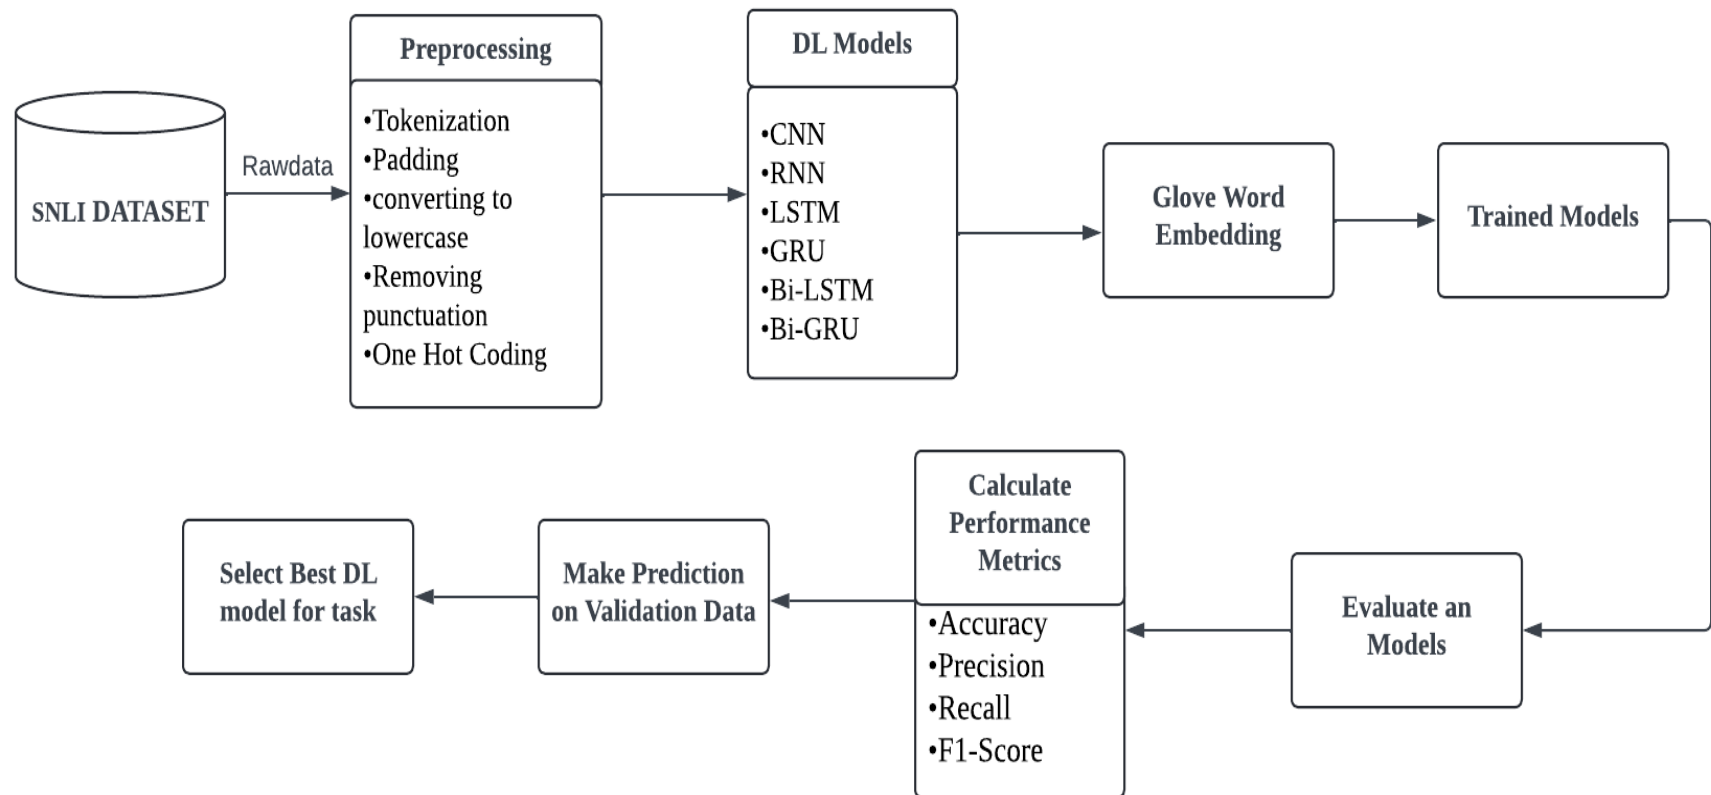 SNLI DATASET
Rawdata
Preprocessing
•Tokenization
•Padding
•converting to
lowercase
•Removing
punctuation
•One Hot Coding
DL Models
•CNN
•RNN
•LSTM
•GRU
•Bi-LSTM
•Bi-GRU
Glove Word
Embedding
Trained Models
Evaluate an
Models
Calculate
Performance
Metrics
•Accuracy
•Precision
•Recall
•F1-Score
Make Prediction
on Validation Data
Select Best DL
model for task